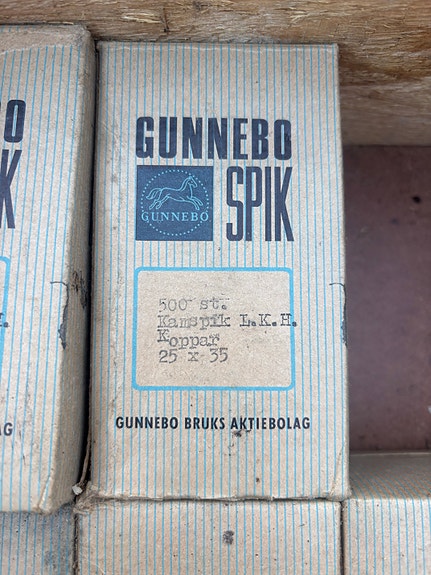 GUNNEBO
SPIK
GUNNEBO
500 st.
Kamspik L.K.H.
Koppar
25 x 35
GUNNEBO BRUKS AKTIEBOLAG